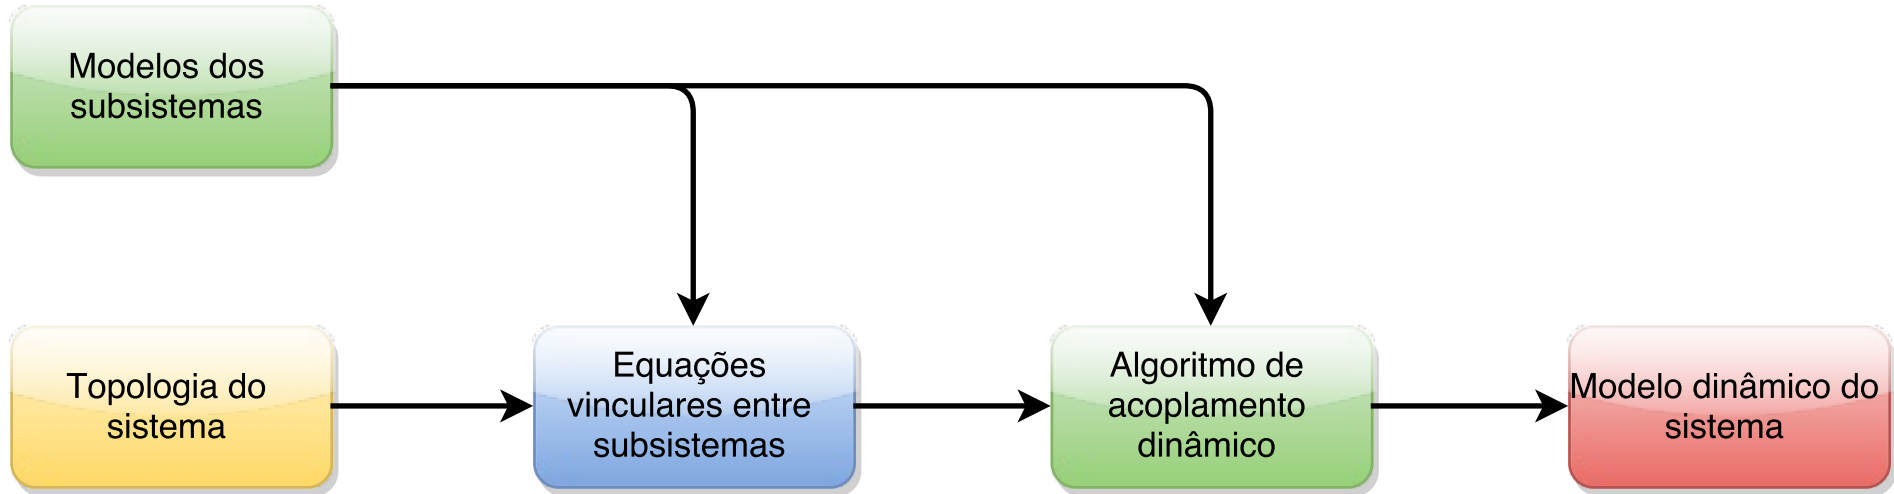 Modelos dos
subsistemas
Topologia do
sistema
Equações
vinculares entre
subsistemas
Algoritmo de
acoplamento
dinâmico
Modelo dinâmico do
sistema